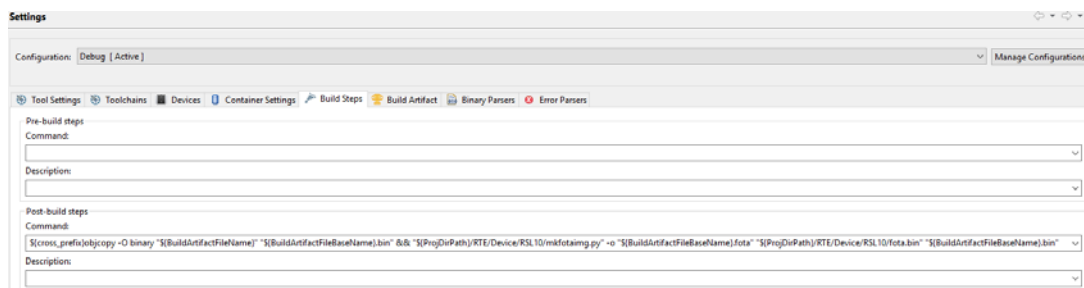 Settings
Configuration: Debug [ Active ]
Manage Configurations
Tool Settings Toolchains Devices Container Settings Build Steps Build Artifact Binary Parsers Error Parsers
Pre-build steps
Command:
Description:
Post-build steps
Command:
${cross_prefix}objcopy -O binary "${BuildArtifactFileName}" "${BuildArtifactFileBaseName}.bin" && "${ProjDirPath}/RTE/Device/RSL10/mkfotaimg.py" -o "${BuildArtifactFileBaseName}.fota" "${ProjDirPath}/RTE/Device/RSL10/fota.bin" "${BuildArtifactFileBaseName}.bin"
Description: